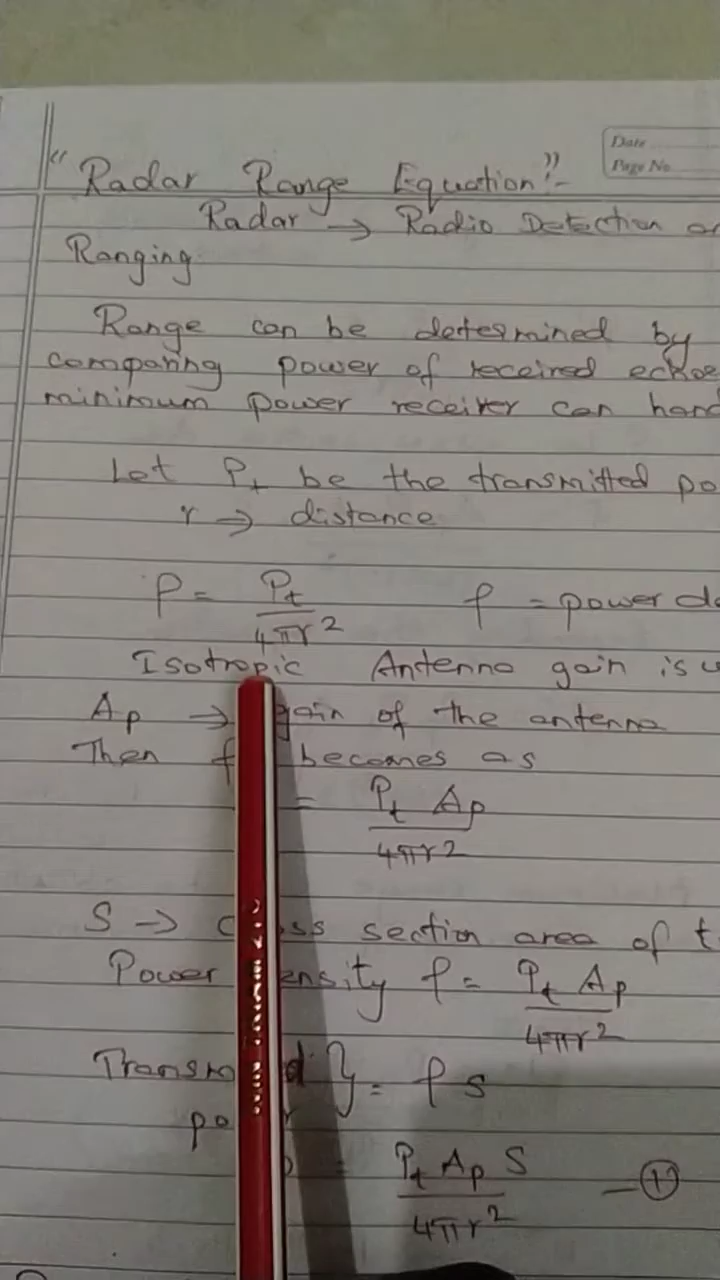 Date
Page No
"Radar Range Equation":-
Radar → Radio Detection
Ranging
Range can be determined by
comparing power of received
minimum power receiver can
Let Pt be the transmitted
r → distance
ρ = Pt / 4πr² ρ = power
Isotropic Antenna gain is
Ap → gain of the antenna
Then ρ becomes as
= Pt Ap / 4πr²
S → section area of
Power ρ = Pt Ap / 4πr²
} = ρ S
= Pt Ap S / 4πr² — ①